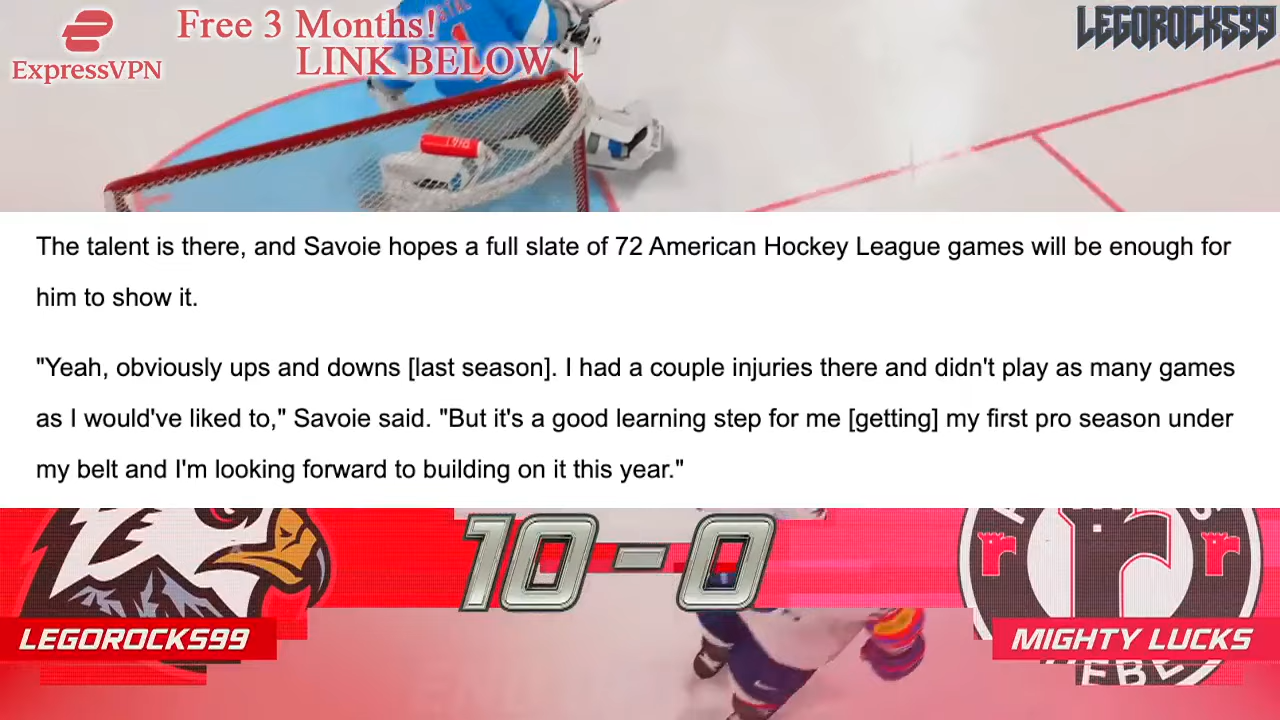 ExpressVPN
Free 3 Months!
LINK BELOW ↓
LEGOROCKS99
The talent is there, and Savoie hopes a full slate of 72 American Hockey League games will be enough for
him to show it.
"Yeah, obviously ups and downs [last season]. I had a couple injuries there and didn't play as many games
as I would've liked to," Savoie said. "But it's a good learning step for me [getting] my first pro season under
my belt and I'm looking forward to building on it this year."
10 - 0
LEGOROCKS99
MIGHTY LUCKS